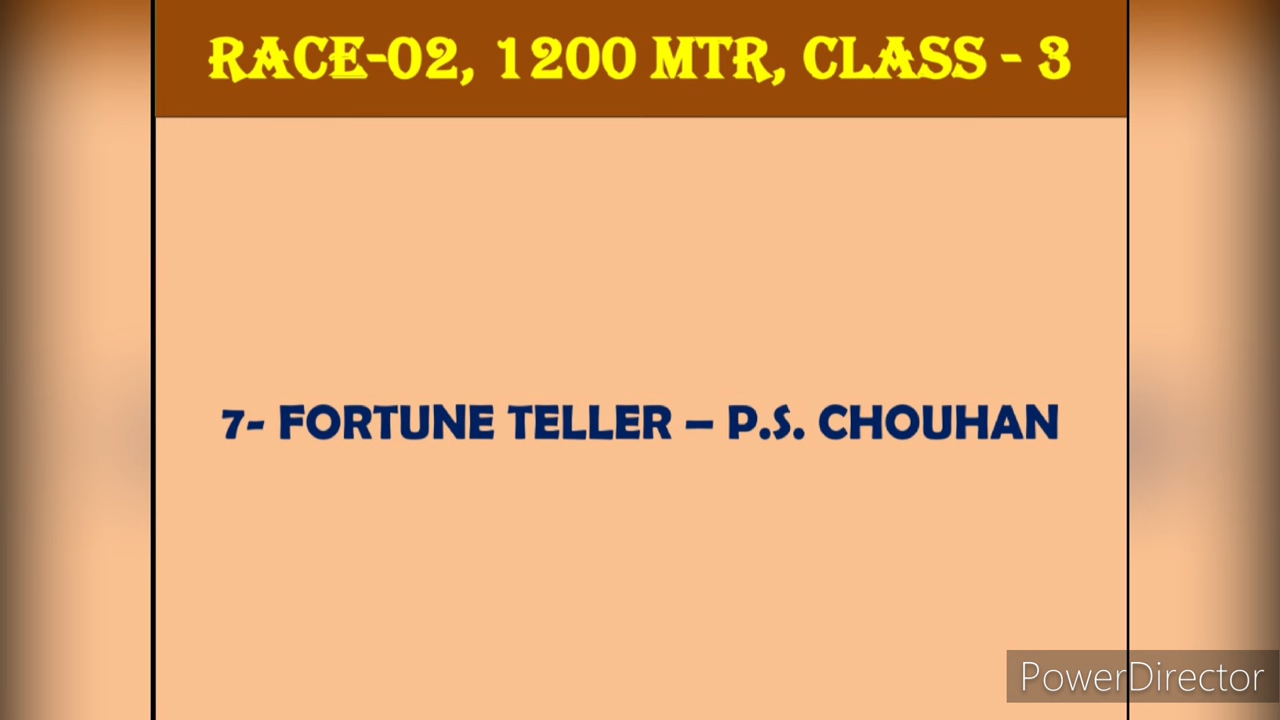 RACE-02, 1200 MTR, CLASS - 3
7- FORTUNE TELLER – P.S. CHOUHAN
PowerDirector